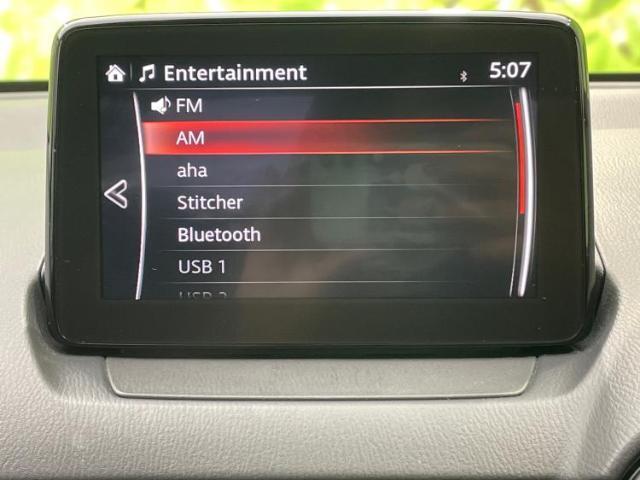 Entertainment 5:07
FM
AM
aha
Stitcher
Bluetooth
USB 1